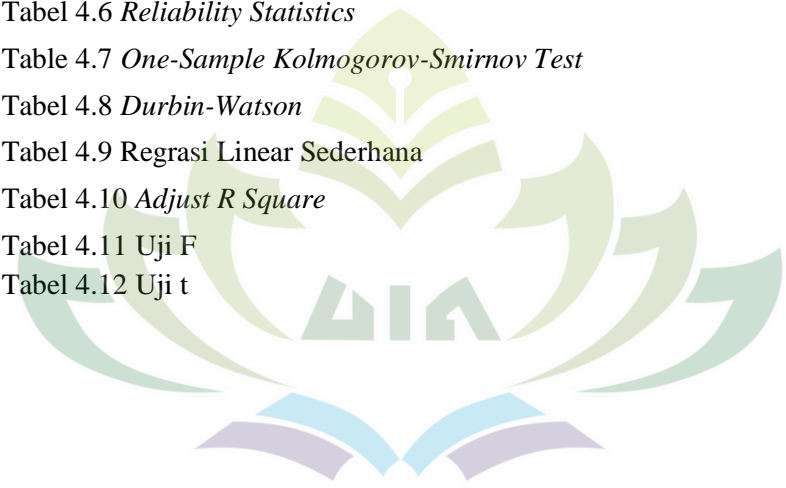 Tabel 4.6 Reliability Statistics
Table 4.7 One-Sample Kolmogorov-Smirnov Test
Tabel 4.8 Durbin-Watson
Tabel 4.9 Regrasi Linear Sederhana
Tabel 4.10 Adjust R Square
Tabel 4.11 Uji F
Tabel 4.12 Uji t
UIN